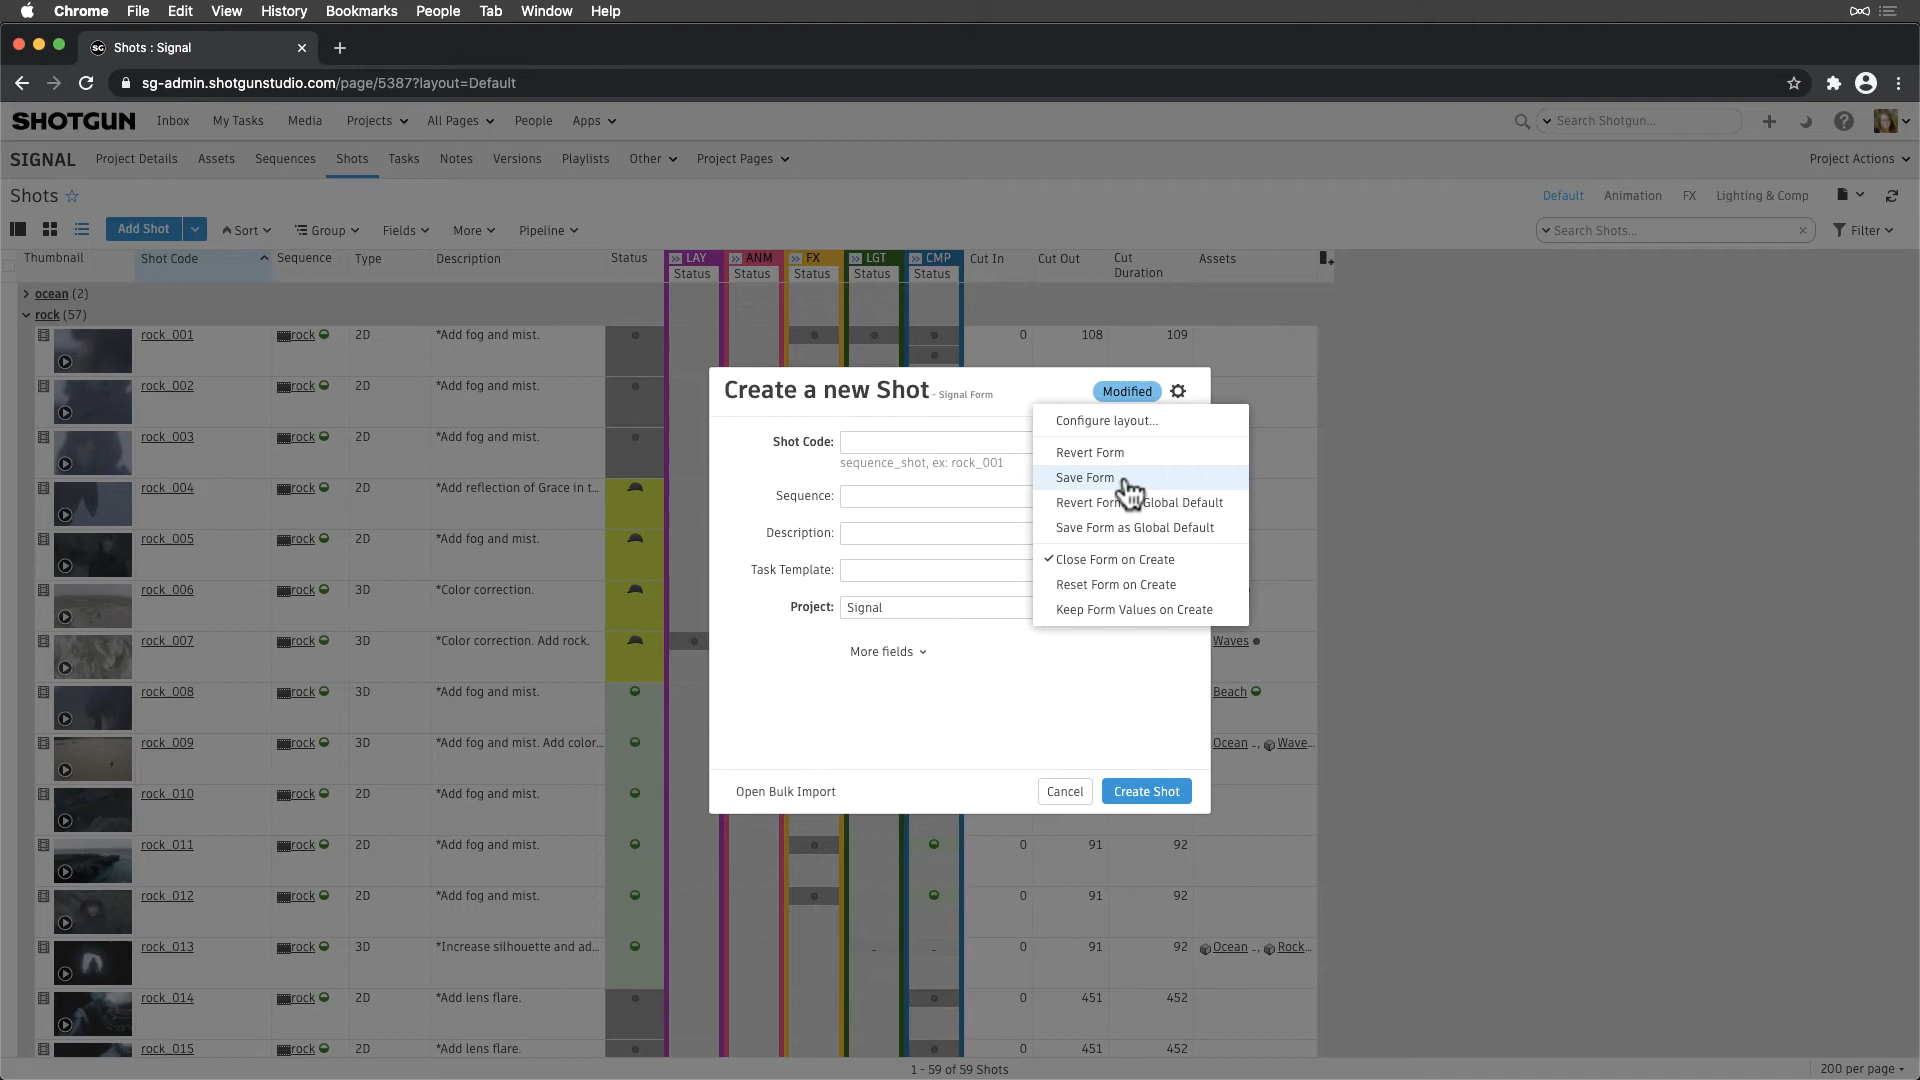 Chrome File Edit View History Bookmarks People Tab Window Help
SG Shots : Signal
sg-admin.shotgunstudio.com/page/5387?layout=Default
SHOTGUN Inbox My Tasks Media Projects All Pages People Apps Search Shotgun...
SIGNAL Project Details Assets Sequences Shots Tasks Notes Versions Playlists Other Project Pages Project Actions
Shots Default Animation FX Lighting & Comp
Add Shot Sort Group Fields More Pipeline Search Shots... Filter
Thumbnail Shot Code Sequence Type Description Status LAY ANM FX LGT CMP Cut In Cut Out Cut Duration Assets
Status Status Status Status Status
ocean (2)
rock (57)
rock_001 rock 2D *Add fog and mist. 0 108 109
rock_002 rock 2D *Add fog and mist.
rock_003 rock 2D *Add fog and mist.
rock_004 rock 2D *Add reflection of Grace in t...
rock_005 rock 2D *Add fog and mist.
rock_006 rock 3D *Color correction.
rock_007 rock 3D *Color correction. Add rock. Waves
rock_008 rock 3D *Add fog and mist. Beach
rock_009 rock 3D *Add fog and mist. Add color... Ocean .., Wave...
rock_010 rock 2D *Add fog and mist.
rock_011 rock 2D *Add fog and mist. 0 91 92
rock_012 rock 2D *Add fog and mist. 0 91 92
rock_013 rock 3D *Increase silhouette and ad... - - 0 91 92 Ocean .., Rock...
rock_014 rock 2D *Add lens flare. 0 451 452
rock_015 rock 2D *Add lens flare. 0 451 452
Create a new Shot - Signal Form Modified
Shot Code:
sequence_shot, ex: rock_001
Sequence:
Description:
Task Template:
Project: Signal
More fields
Open Bulk Import Cancel Create Shot
Configure layout...
Revert Form
Save Form
Revert Form Global Default
Save Form as Global Default
Close Form on Create
Reset Form on Create
Keep Form Values on Create
1 - 59 of 59 Shots
200 per page